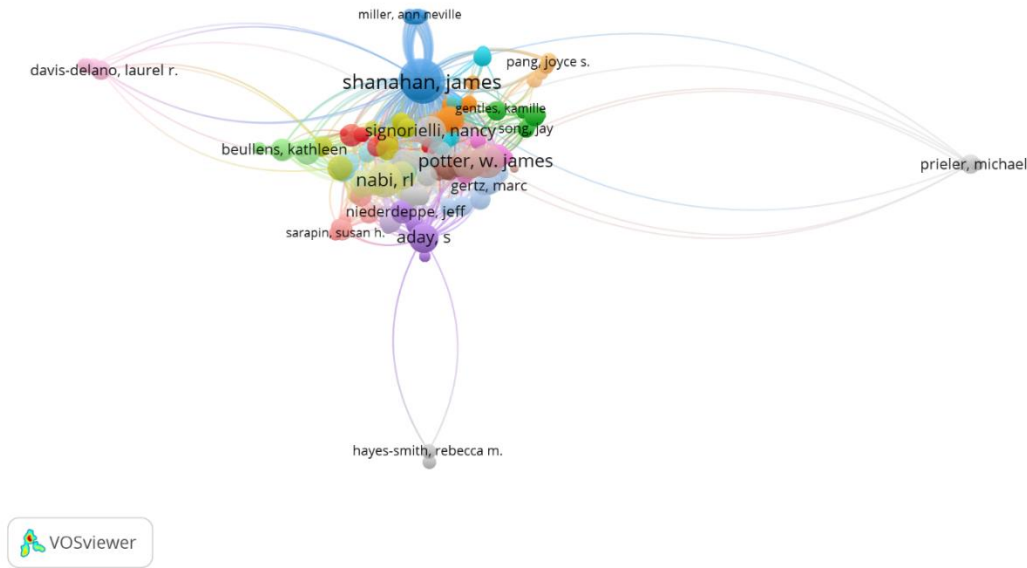 miller, ann neville
davis-delano, laurel r.
pang, joyce s.
shanahan, james
gentles, kamille
signorielli, nancy
song, jay
beullens, kathleen
potter, w. james
prieler, michael
nabi, rl
gertz, marc
niederdeppe, jeff
sarapin, susan h.
aday, s
hayes-smith, rebecca m.
VOSviewer